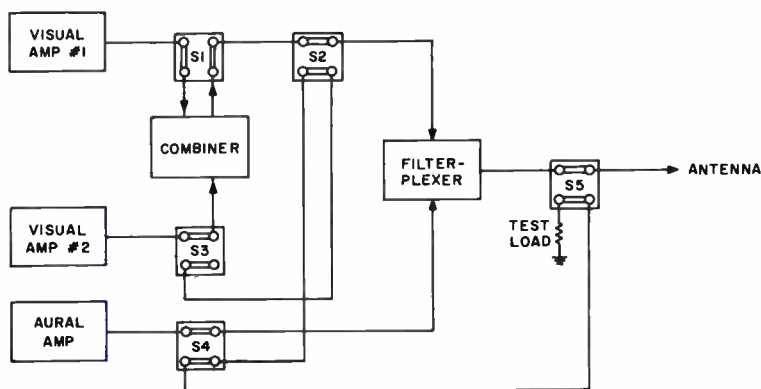 VISUAL
AMP #1
S1
S2
COMBINER
FILTER-
PLEXER
S5
ANTENNA
TEST
LOAD
VISUAL
AMP #2
S3
AURAL
AMP
S4